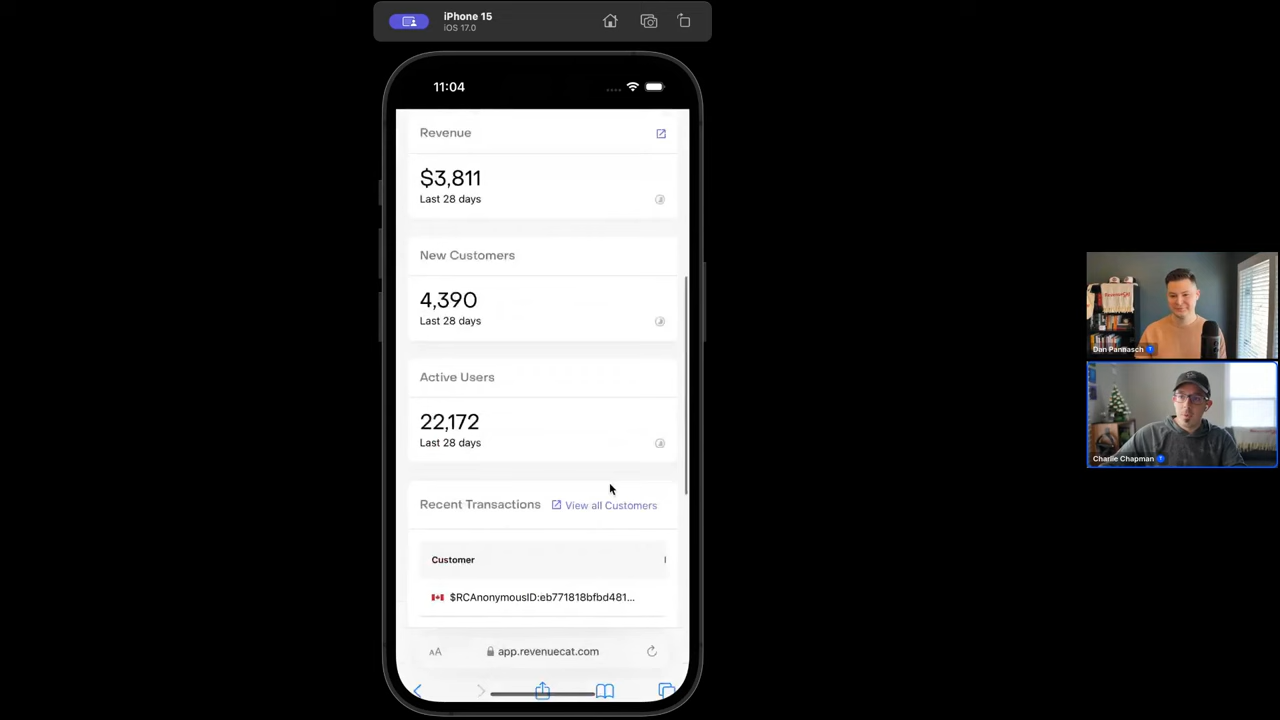 iPhone 15
iOS 17.0
11:04
Revenue
$3,811
Last 28 days
New Customers
4,390
Last 28 days
Active Users
22,172
Last 28 days
Recent Transactions
View all Customers
Customer
$RCAnonymousID:eb771818bfbd481...
AA
app.revenuecat.com
Dan Pannasch
Charlie Chapman